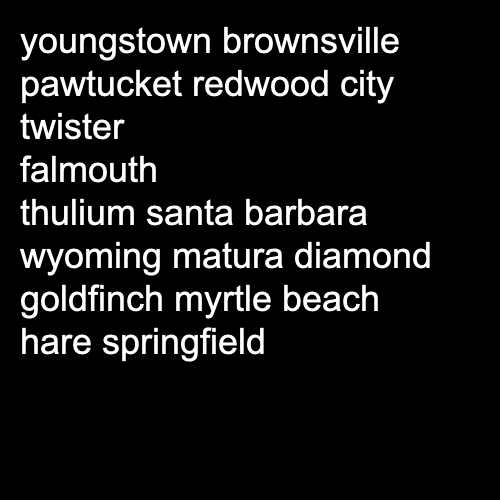 youngstown brownsville
pawtucket redwood city
twister
falmouth
thulium santa barbara
wyoming matura diamond
goldfinch myrtle beach
hare springfield